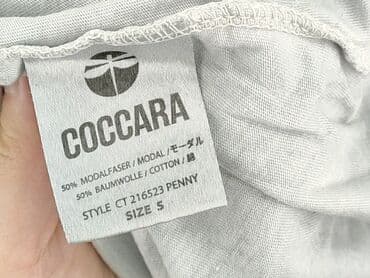 COCCARA
50% MODALFASER / MODAL / モーダル
50% BAUMWOLLE / COTTON / 綿
STYLE CT 216523 PENNY
SIZE S